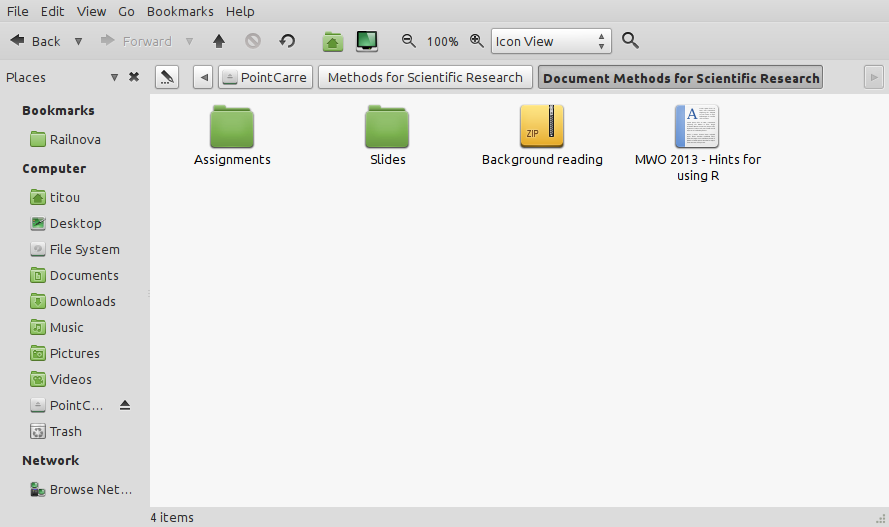 File Edit View Go Bookmarks Help
Back Forward 100% Icon View
Places PointCarre Methods for Scientific Research Document Methods for Scientific Research
Bookmarks
Railnova
Computer
titou
Desktop
File System
Documents
Downloads
Music
Pictures
Videos
PointC...
Trash
Network
Browse Net...
Assignments
Slides
ZIP
Background reading
A
MWO 2013 - Hints for
using R
4 items